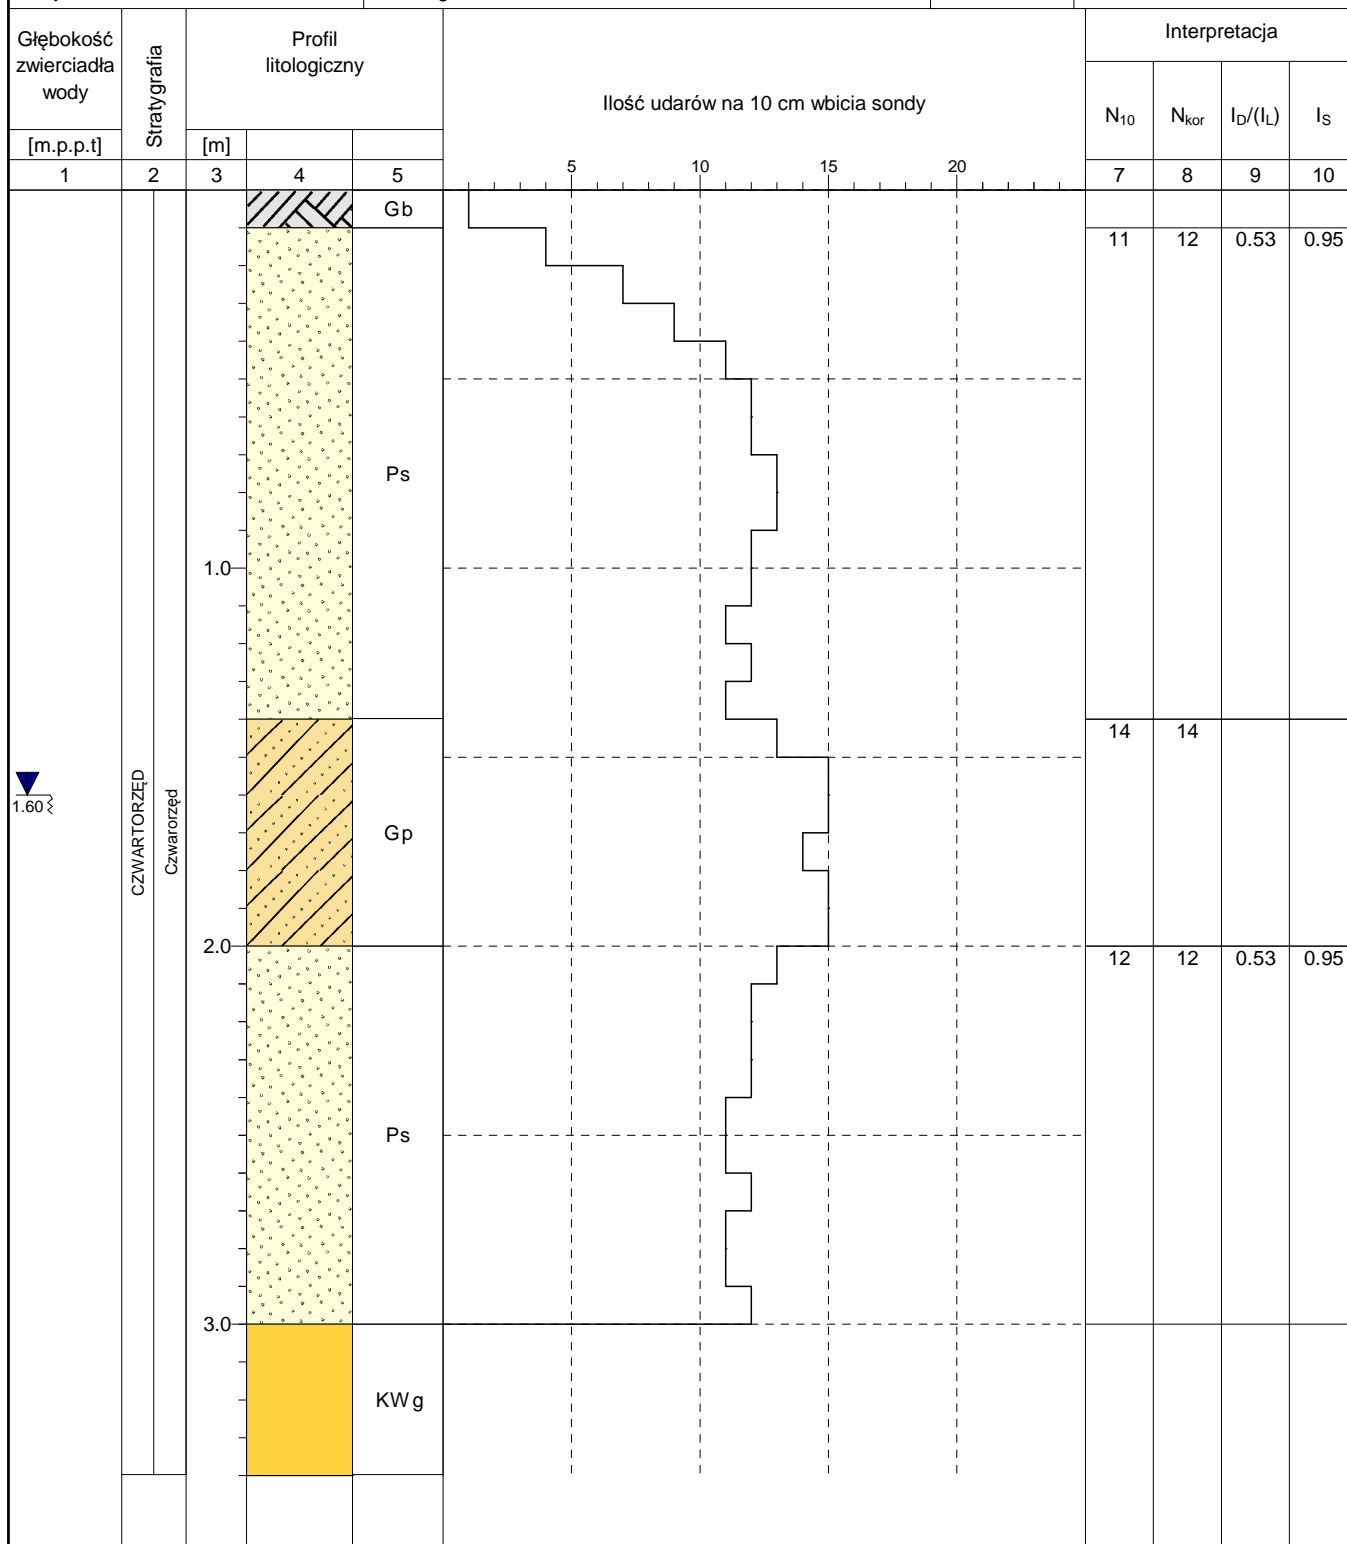 Głębokość
zwierciadła
wody
[m.p.p.t]
Stratygrafia
Profil
litologiczny
[m]
Ilość udarów na 10 cm wbicia sondy
Interpretacja
N10
Nkor
ID/(IL)
IS
5 10 15 20
1 2 3 4 5 7 8 9 10
Gb
11 12 0.53 0.95
Ps
1.0
14 14
1.60
CZWARTORZĘD
Czwarorzęd
Gp
2.0
12 12 0.53 0.95
Ps
3.0
KWg